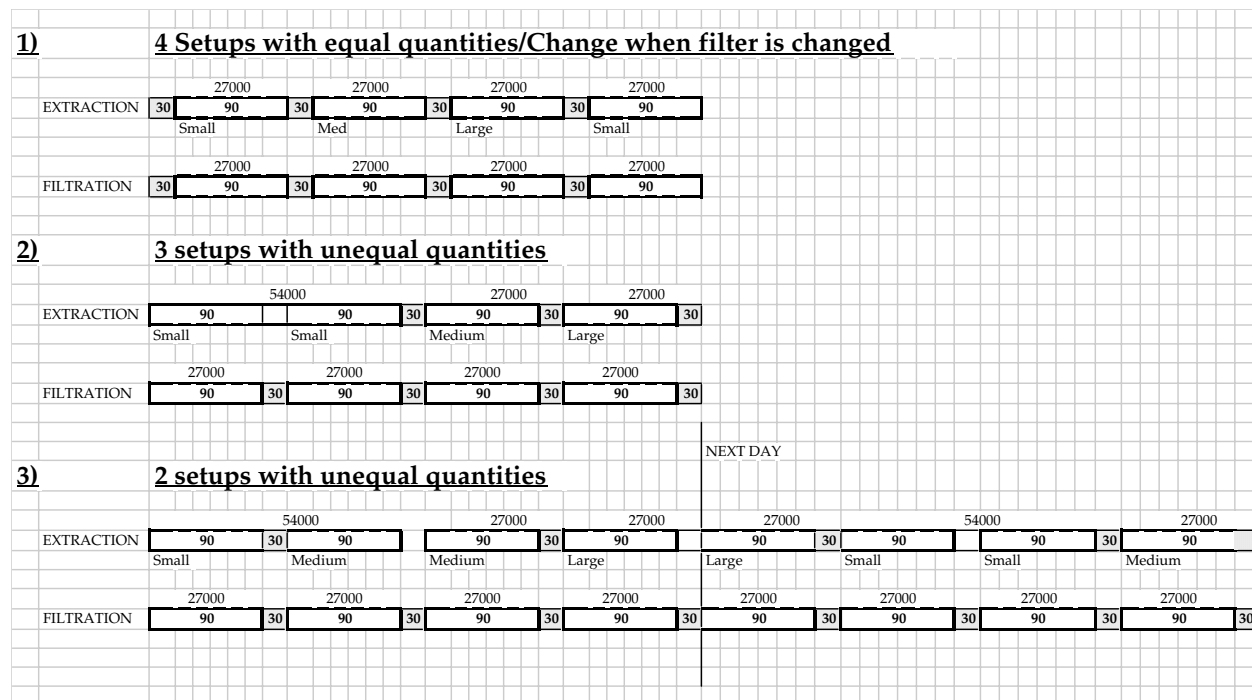 1) 4 Setups with equal quantities/Change when filter is changed
27000 27000 27000 27000
EXTRACTION 30 90 30 90 30 90 30 90
Small Med Large Small
27000 27000 27000 27000
FILTRATION 30 90 30 90 30 90 30 90
2) 3 setups with unequal quantities
54000 27000 27000
EXTRACTION 90 90 30 90 30 90 30
Small Small Medium Large
27000 27000 27000 27000
FILTRATION 90 30 90 30 90 30 90 30
NEXT DAY
3) 2 setups with unequal quantities
54000 27000 27000 27000 54000 27000
EXTRACTION 90 30 90 90 30 90 90 30 90 90 30 90
Small Medium Medium Large Large Small Small Medium
27000 27000 27000 27000 27000 27000 27000 27000
FILTRATION 90 30 90 30 90 30 90 30 90 30 90 30 90 30 90 30